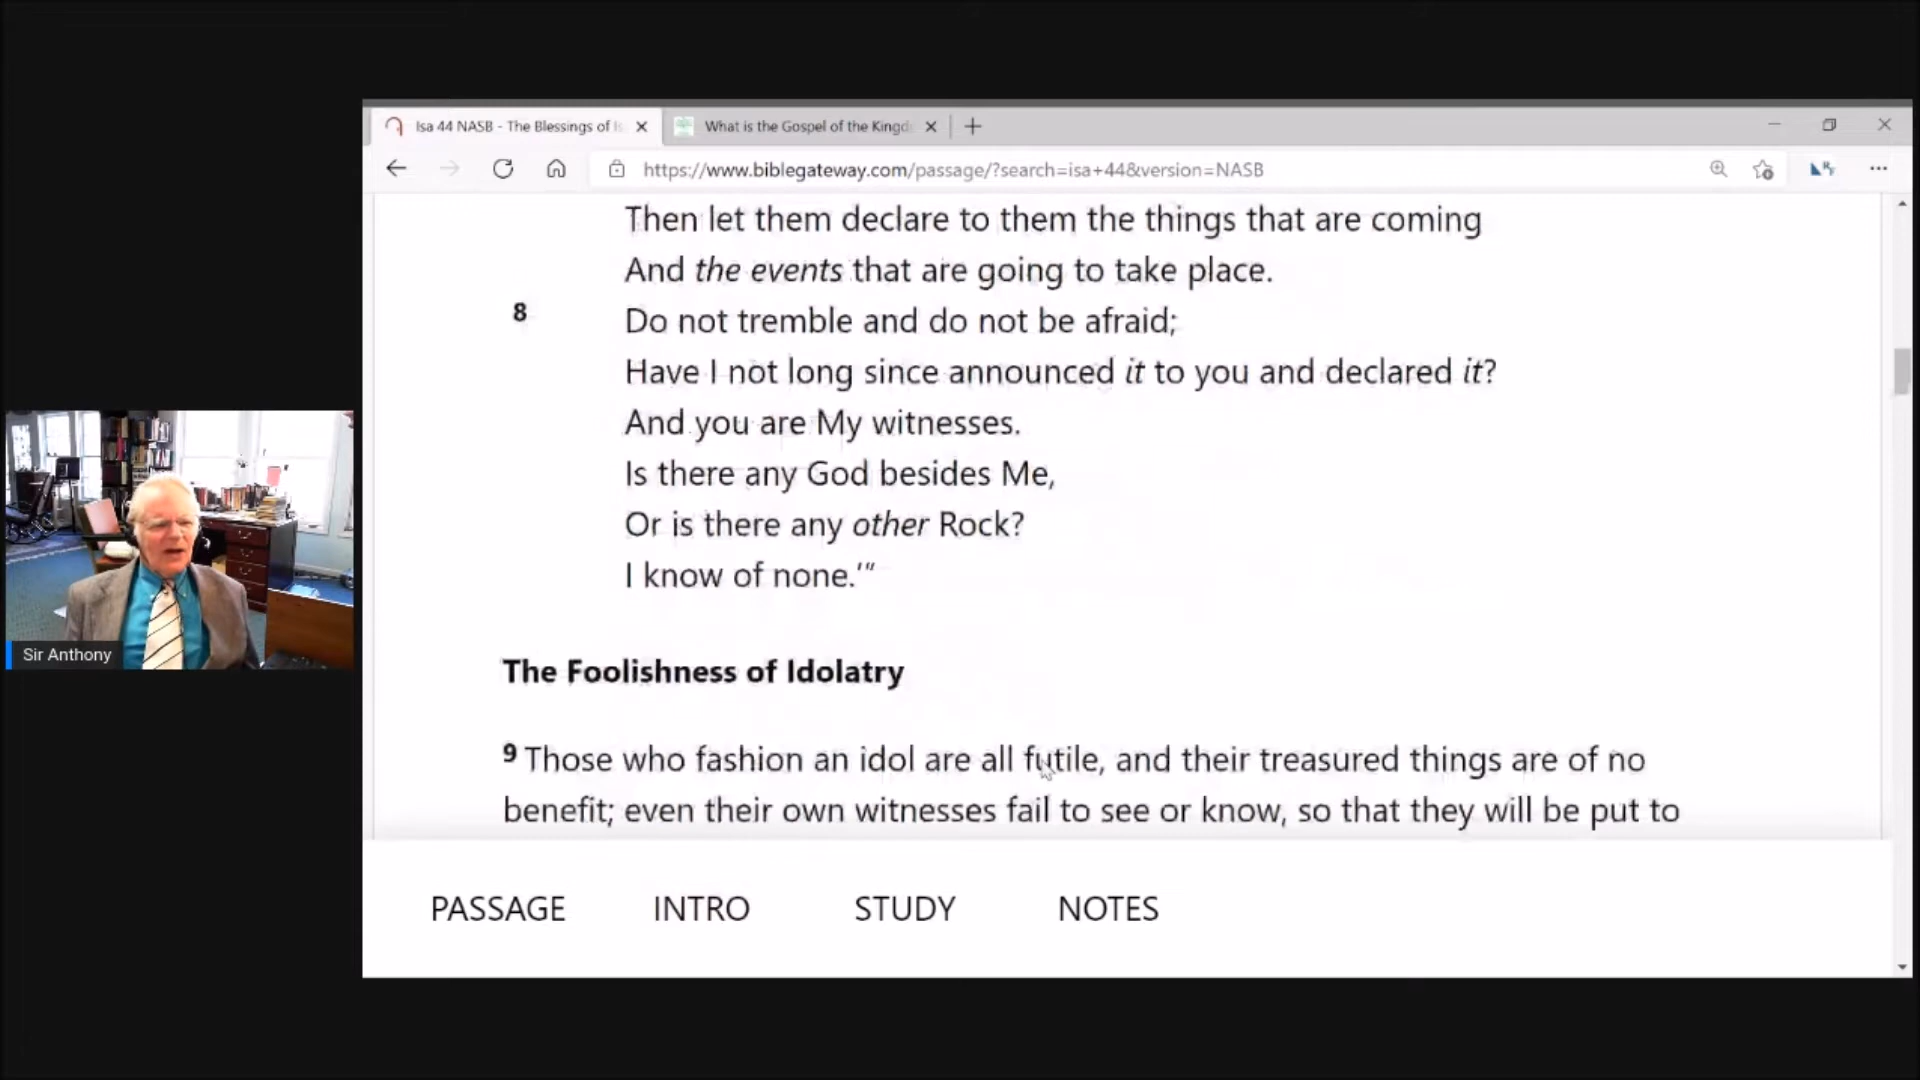 Isa 44 NASB - The Blessings of Is
What is the Gospel of the Kingd
https://www.biblegateway.com/passage/?search=isa+44&version=NASB
Then let them declare to them the things that are coming
And the events that are going to take place.
8 Do not tremble and do not be afraid;
Have I not long since announced it to you and declared it?
And you are My witnesses.
Is there any God besides Me,
Or is there any other Rock?
I know of none.’”
The Foolishness of Idolatry
9 Those who fashion an idol are all futile, and their treasured things are of no
benefit; even their own witnesses fail to see or know, so that they will be put to
PASSAGE INTRO STUDY NOTES
Sir Anthony